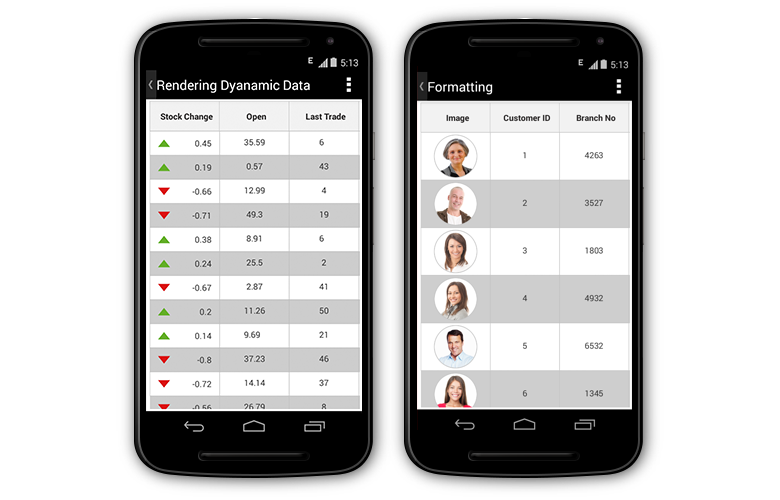 E 5:13
Rendering Dyanamic Data
Stock Change Open Last Trade
0.45 35.59 6
0.19 0.57 43
-0.66 12.99 4
-0.71 49.3 19
0.38 8.91 6
0.24 25.5 2
-0.67 2.87 41
0.2 11.26 50
0.14 9.69 21
-0.8 37.23 46
-0.72 14.14 37
-0.56 26.79 8
E 5:13
Formatting
Image Customer ID Branch No
1 4263
2 3527
3 1803
4 4932
5 6532
6 1345